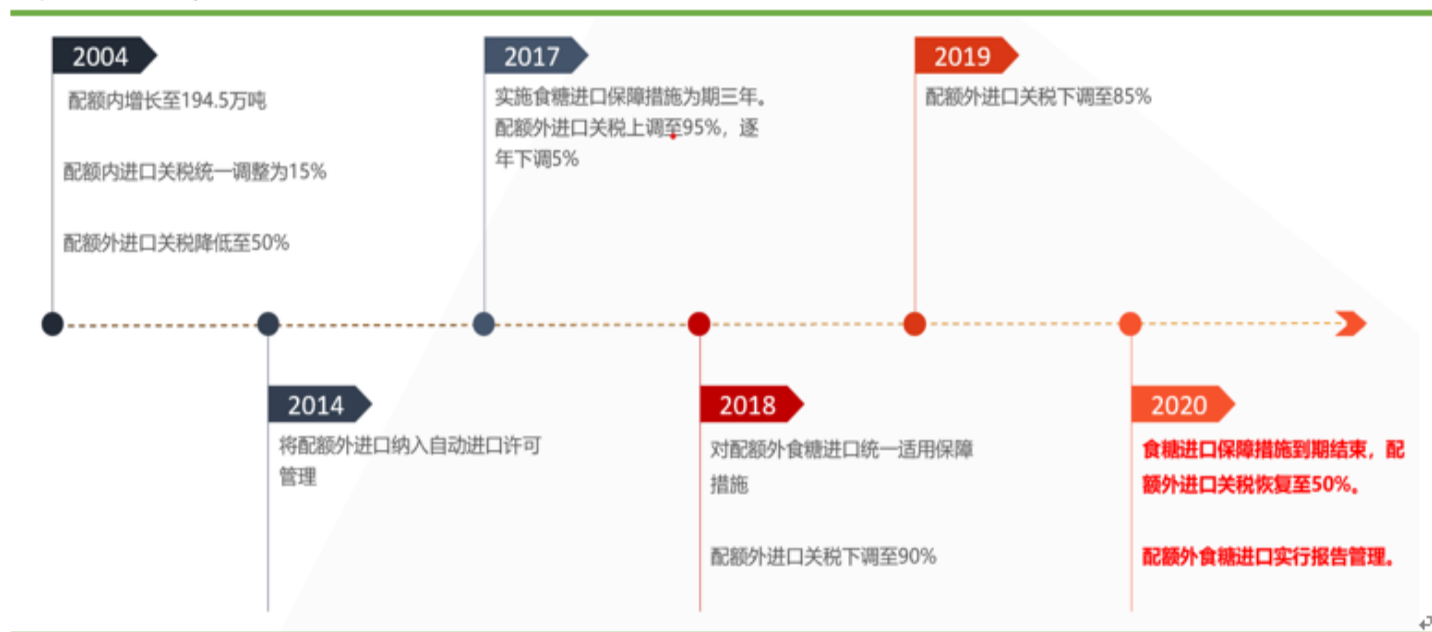 2004
配额内增长至194.5万吨
配额内进口关税统一调整为15%
配额外进口关税降低至50%
2014
将配额外进口纳入自动进口许可
管理
2017
实施食糖进口保障措施为期三年。
配额外进口关税上调至95%，逐
年下调5%
2018
对配额外食糖进口统一适用保障
措施
配额外进口关税下调至90%
2019
配额外进口关税下调至85%
2020
食糖进口保障措施到期结束，配
额外进口关税恢复至50%。
配额外食糖进口实行报告管理。